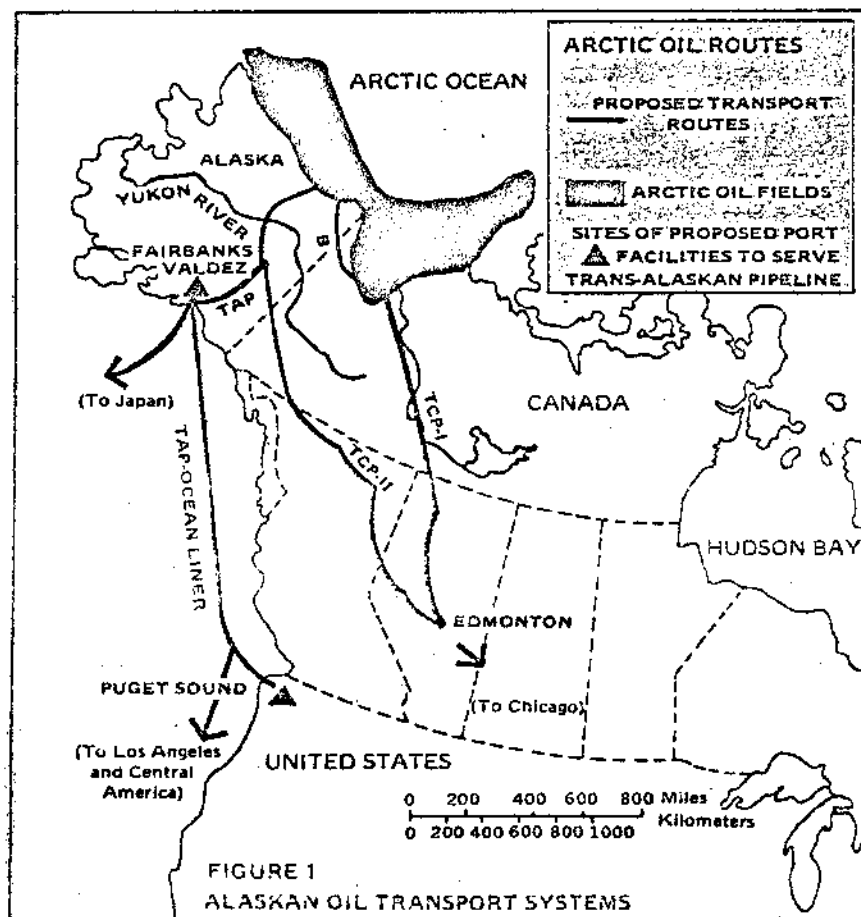 ARCTIC OIL ROUTES
PROPOSED TRANSPORT
ROUTES
ARCTIC OIL FIELDS
SITES OF PROPOSED PORT
FACILITIES TO SERVE
TRANS-ALASKAN PIPELINE
ARCTIC OCEAN
ALASKA
YUKON RIVER
B
FAIRBANKS
VALDEZ
TAP
(To Japan)
CANADA
TCP-I
TCP-II
TAP-OCEAN LINER
HUDSON BAY
EDMONTON
PUGET SOUND
(To Chicago)
(To Los Angeles
and Central
America)
UNITED STATES
0 200 400 600 800 Miles
Kilometers
0 200 400 600 800 1000
FIGURE 1
ALASKAN OIL TRANSPORT SYSTEMS